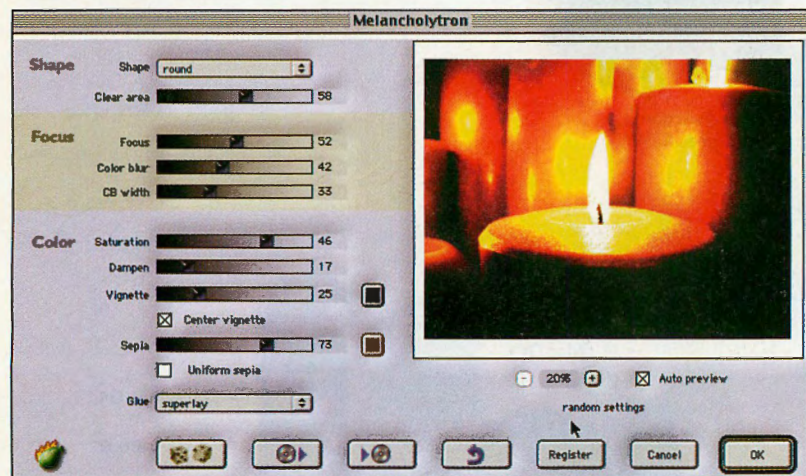 Melancholytron
Shape
Shape round
Clear area 58
Focus
Focus 52
Color blur 42
CB width 33
Color
Saturation 46
Dampen 17
Vignette 25
Center vignette
Sepia 73
Uniform sepia
Glue superlay
- 20% +
Auto preview
random settings
Register
Cancel
OK